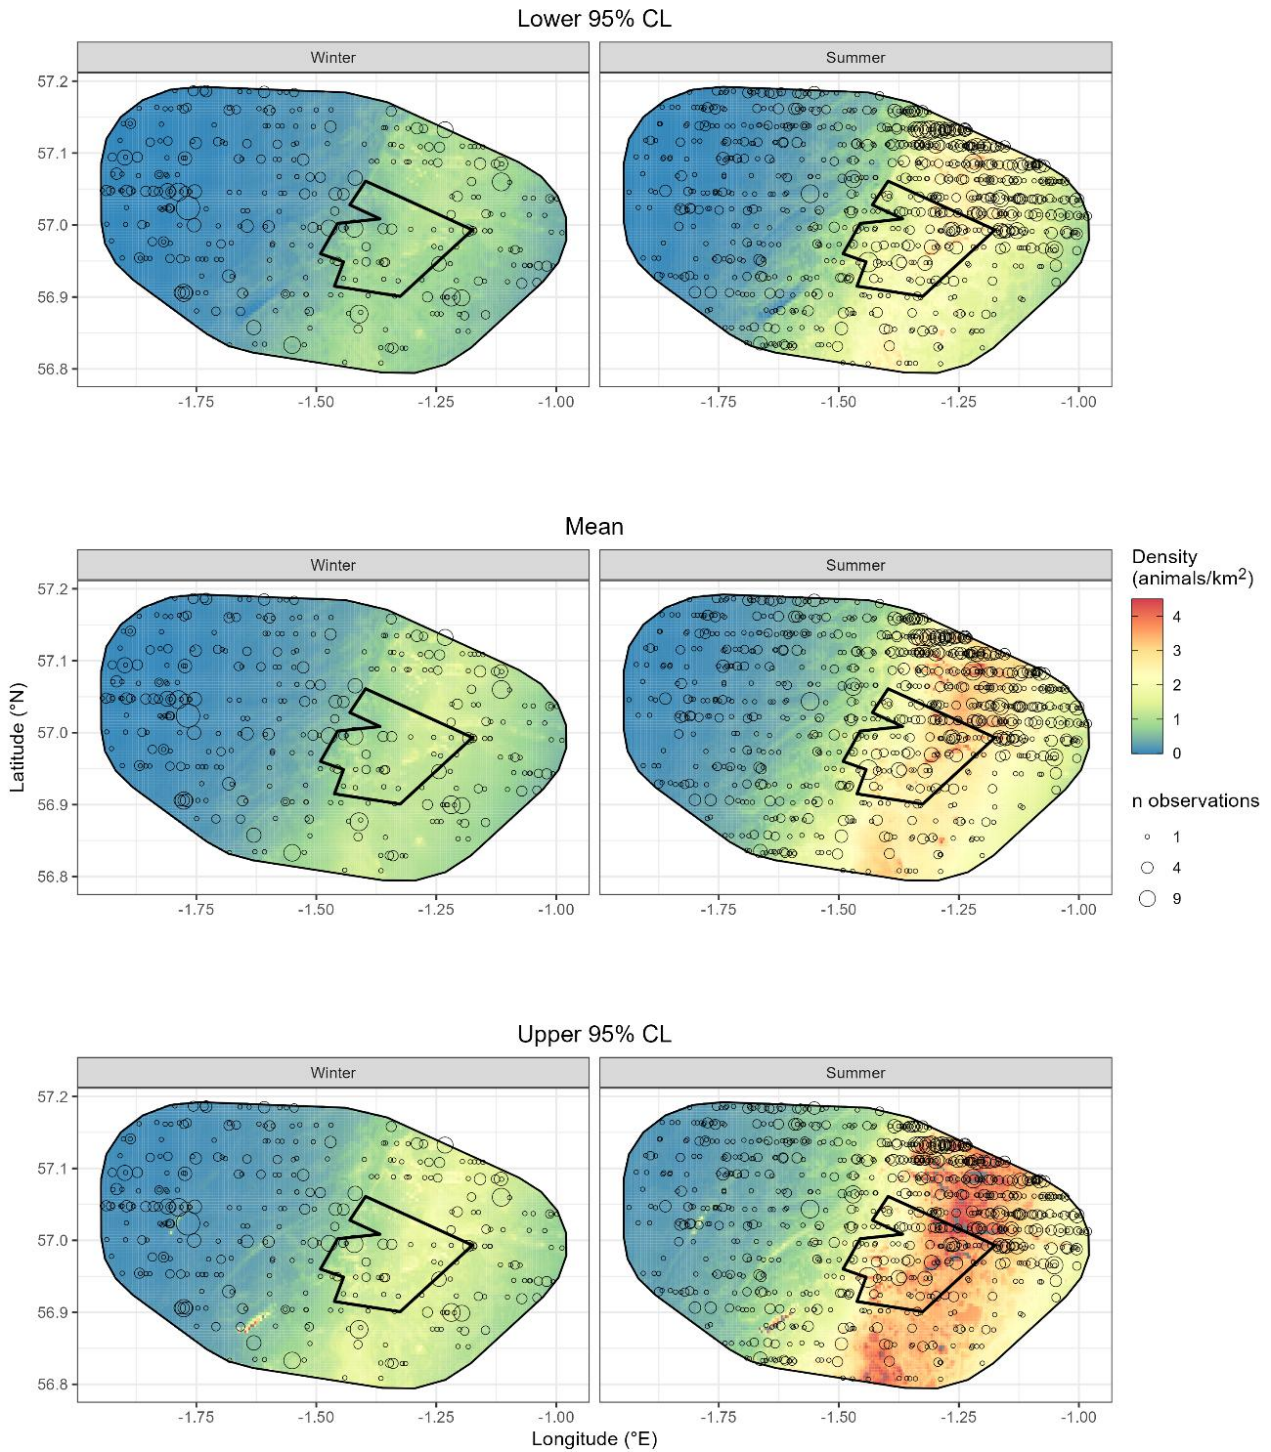 Lower 95% CL
Winter
Summer
57.2
57.1
57.0
56.9
56.8
-1.75 -1.50 -1.25 -1.00
-1.75 -1.50 -1.25 -1.00
Mean
Winter
Summer
57.2
57.1
57.0
56.9
56.8
-1.75 -1.50 -1.25 -1.00
-1.75 -1.50 -1.25 -1.00
Latitude (°N)
Density
(animals/km²)
4
3
2
1
0
n observations
1
4
9
Upper 95% CL
Winter
Summer
57.2
57.1
57.0
56.9
56.8
-1.75 -1.50 -1.25 -1.00
-1.75 -1.50 -1.25 -1.00
Longitude (°E)